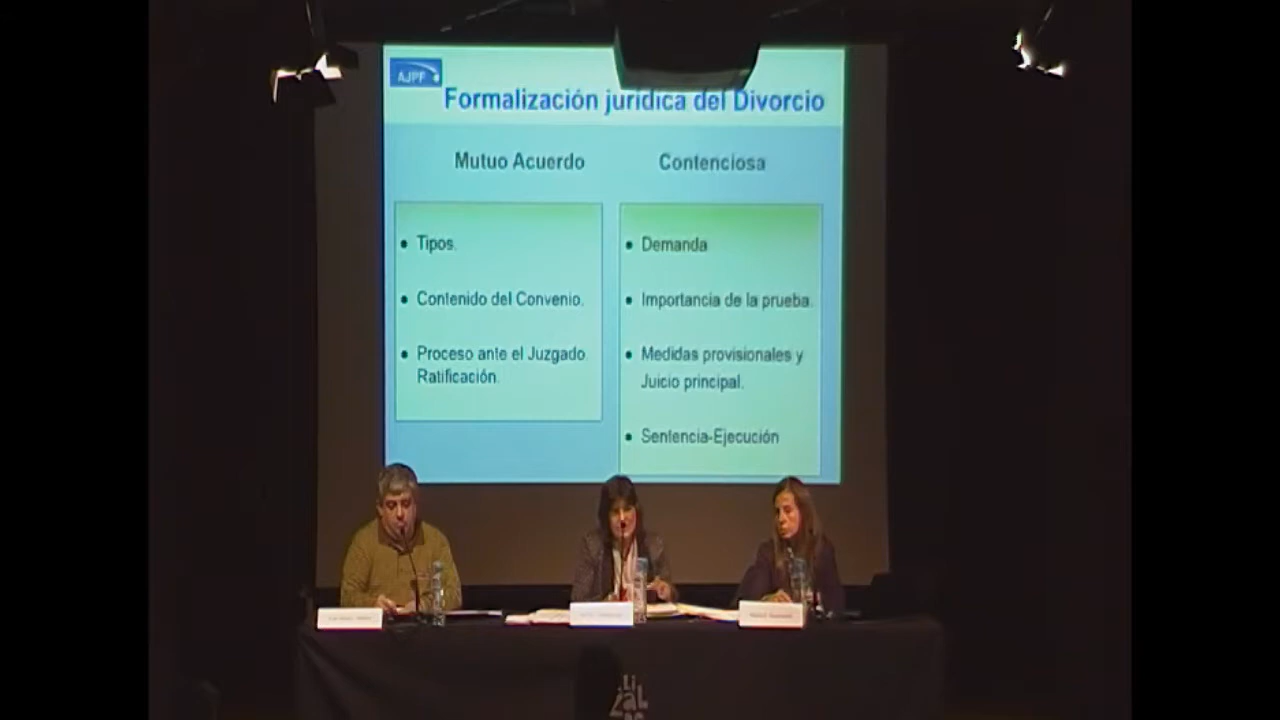 AJPF
Formalización jurídica del Divorcio
Mutuo Acuerdo
Contenciosa
• Tipos.
• Contenido del Convenio.
• Proceso ante el Juzgado.
Ratificación.
• Demanda
• Importancia de la prueba.
• Medidas provisionales y
Juicio principal.
• Sentencia-Ejecución